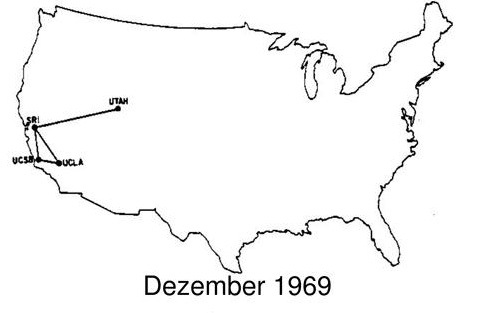 UTAH
SRI
UCSB
UCLA
Dezember 1969